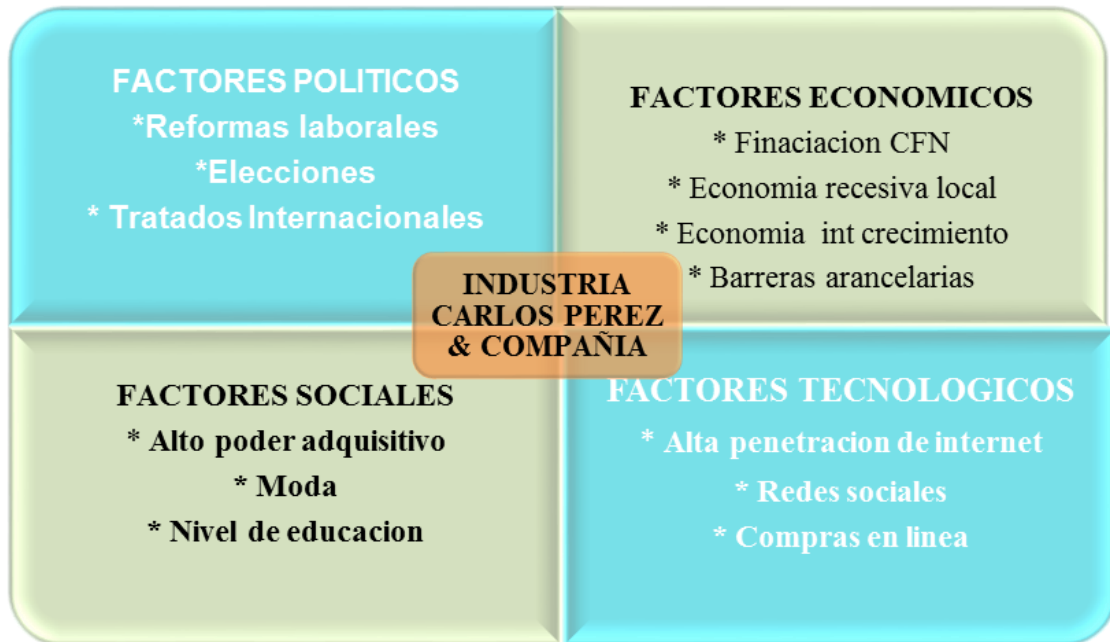 FACTORES POLITICOS
*Reformas laborales
*Elecciones
* Tratados Internacionales
FACTORES ECONOMICOS
* Finaciacion CFN
* Economia recesiva local
* Economia int crecimiento
* Barreras arancelarias
INDUSTRIA
CARLOS PEREZ
& COMPAÑIA
FACTORES SOCIALES
* Alto poder adquisitivo
* Moda
* Nivel de educacion
FACTORES TECNOLOGICOS
* Alta penetracion de internet
* Redes sociales
* Compras en linea